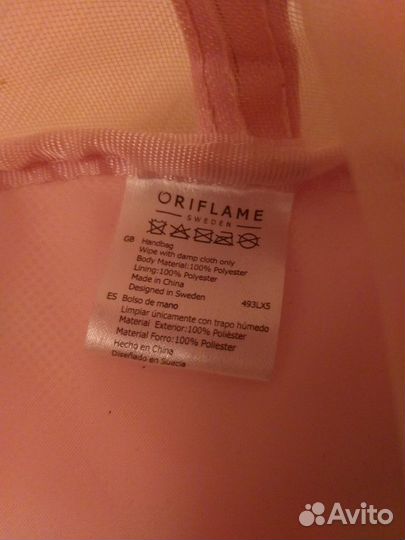 ORIFLAME
SWEDEN
GB Handbag
Wipe with damp cloth only
Body Material:100% Polyester
Lining:100% Polyester
Made in China
Designed in Sweden 493LX5
ES Bolso de mano
Limpiar únicamente con trapo húmedo
Material Exterior:100% Poliéster
Material Forro:100% Poliéster
Hecho en China
Diseñado en Suecia
Avito